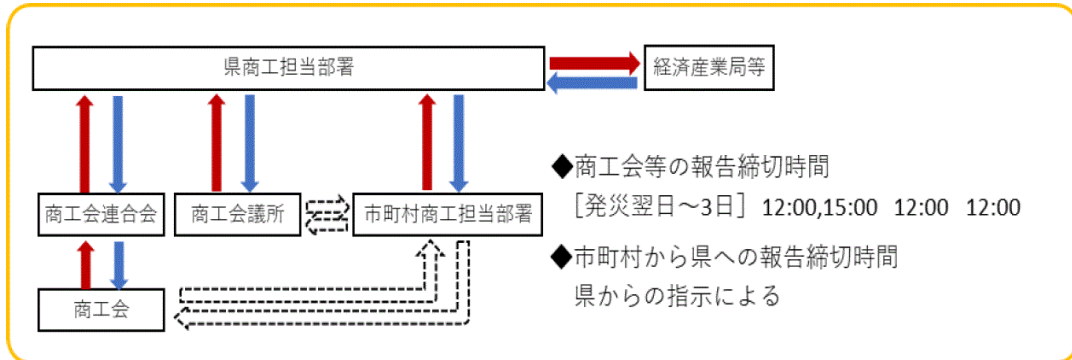 県商工担当部署
経済産業局等
商工会連合会
商工会議所
市町村商工担当部署
商工会
◆商工会等の報告締切時間
［発災翌日～3日］ 12:00,15:00 12:00 12:00
◆市町村から県への報告締切時間
県からの指示による